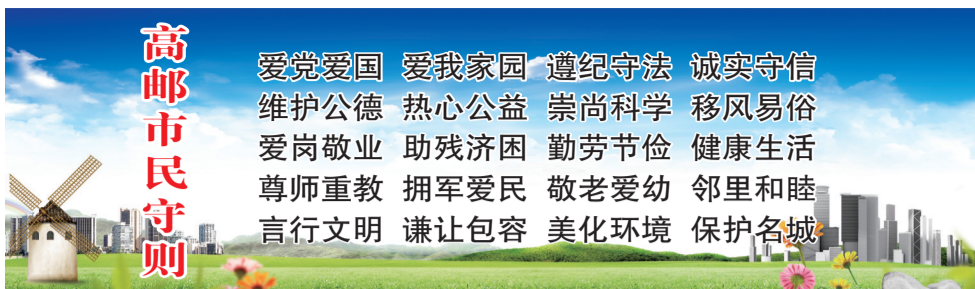 高邮市民守则
爱党爱国 爱我家园 遵纪守法 诚实守信
维护公德 热心公益 崇尚科学 移风易俗
爱岗敬业 助残济困 勤劳节俭 健康生活
尊师重教 拥军爱民 敬老爱幼 邻里和睦
言行文明 谦让包容 美化环境 保护名城